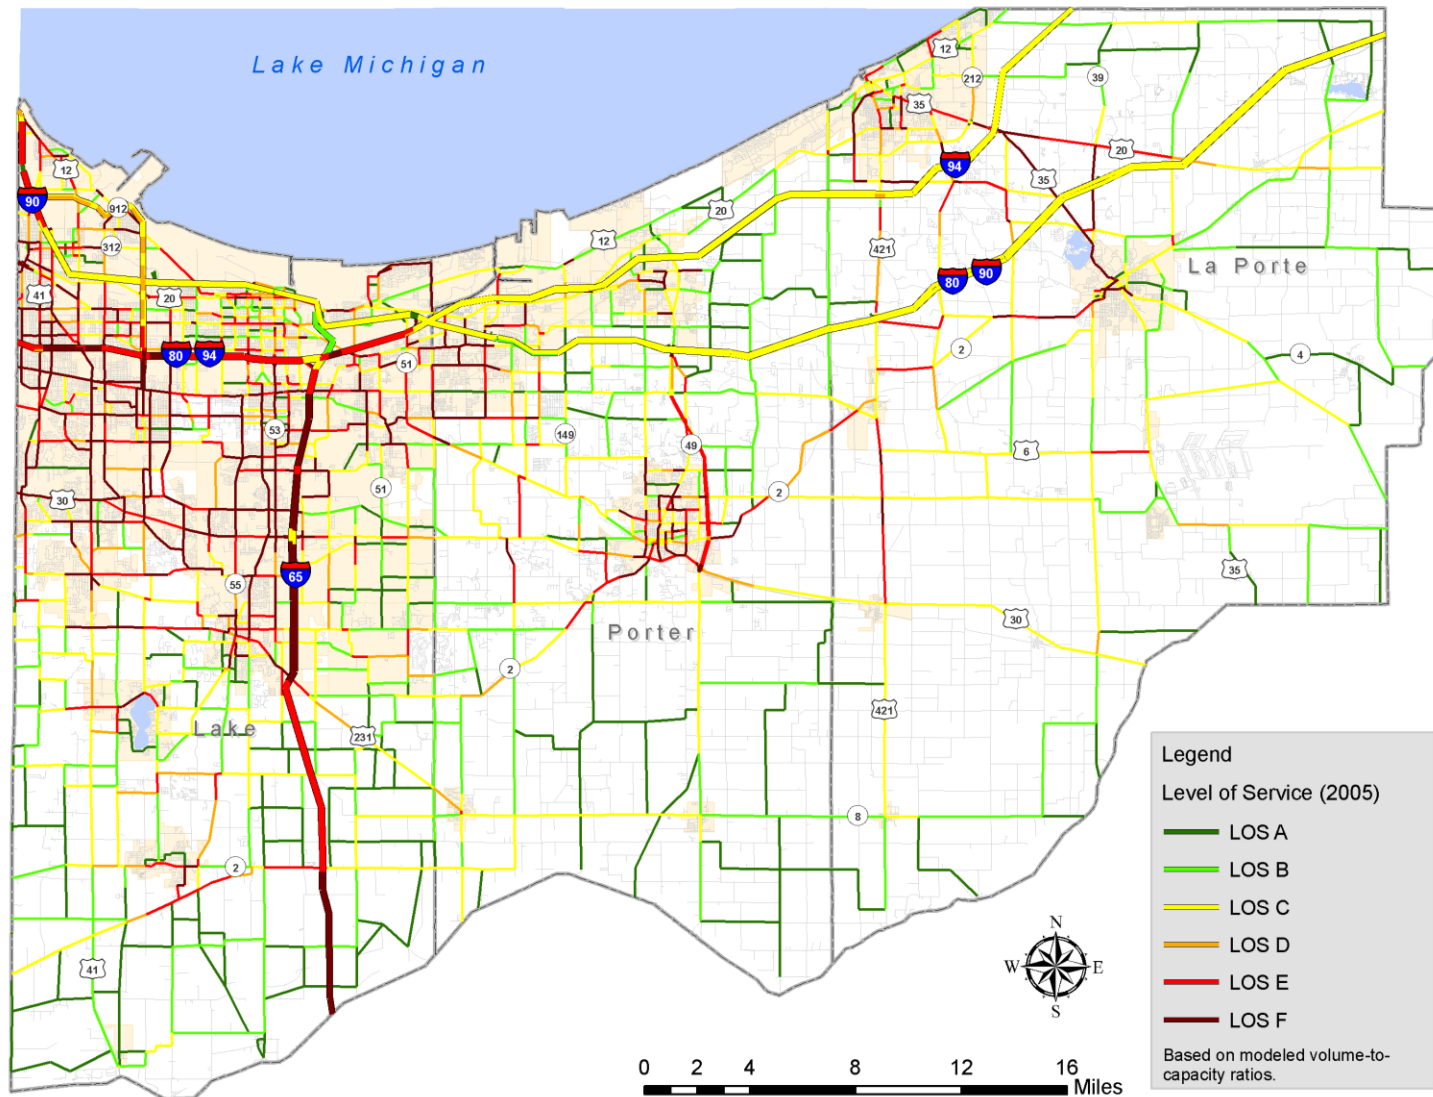 Lake Michigan
12
212
39
35
20
94
35
12
90
912
312
20
12
421
41
20
80
90
La Porte
80
94
51
2
4
53
149
49
6
30
51
2
65
55
35
30
Porter
2
421
Lake
231
8
2
41
Legend
Level of Service (2005)
LOS A
LOS B
LOS C
LOS D
LOS E
LOS F
Based on modeled volume-to-
capacity ratios.
N
W
E
S
0 2 4 8 12 16
Miles